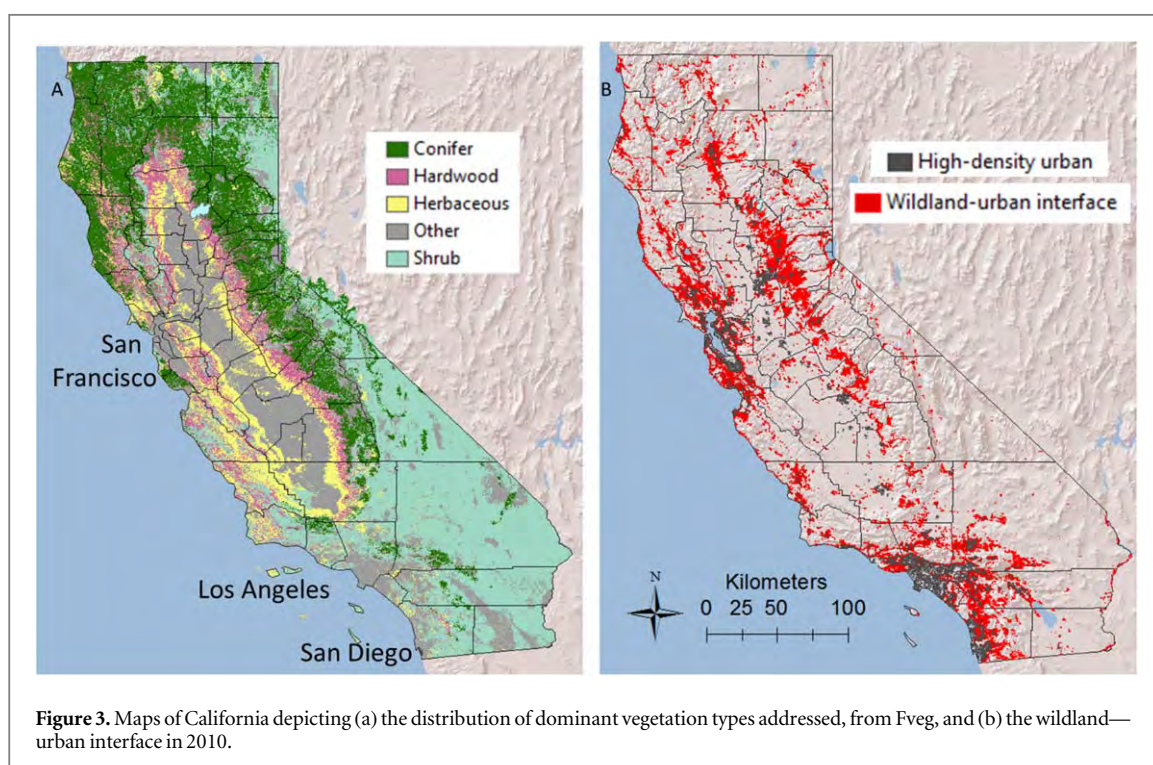 A
Conifer
Hardwood
Herbaceous
Other
Shrub
San
Francisco
Los Angeles
San Diego
B
High-density urban
Wildland-urban interface
N
Kilometers
0 25 50 100
Figure 3. Maps of California depicting (a) the distribution of dominant vegetation types addressed, from Fveg, and (b) the wildland—
urban interface in 2010.